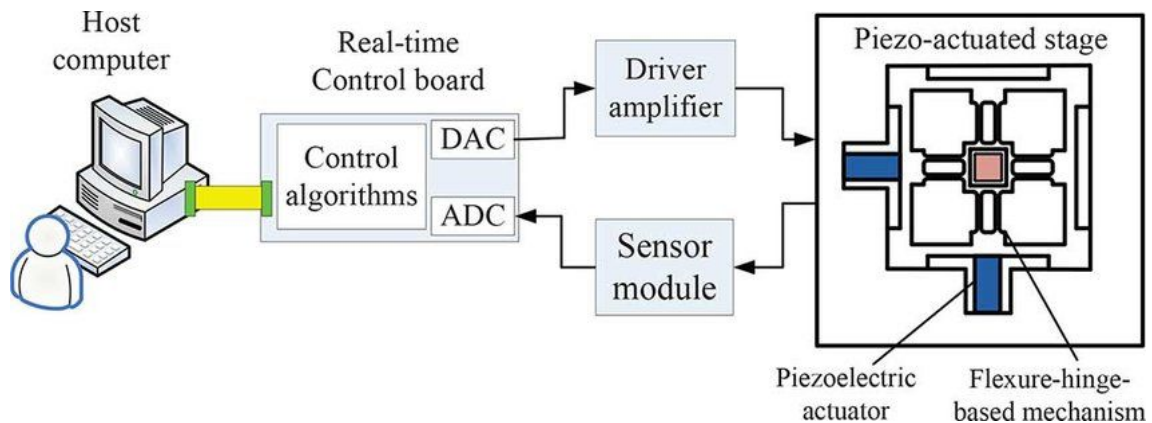 Host
computer
Real-time
Control board
Control
algorithms
DAC
ADC
Driver
amplifier
Sensor
module
Piezo-actuated stage
Piezoelectric
actuator
Flexure-hinge-
based mechanism